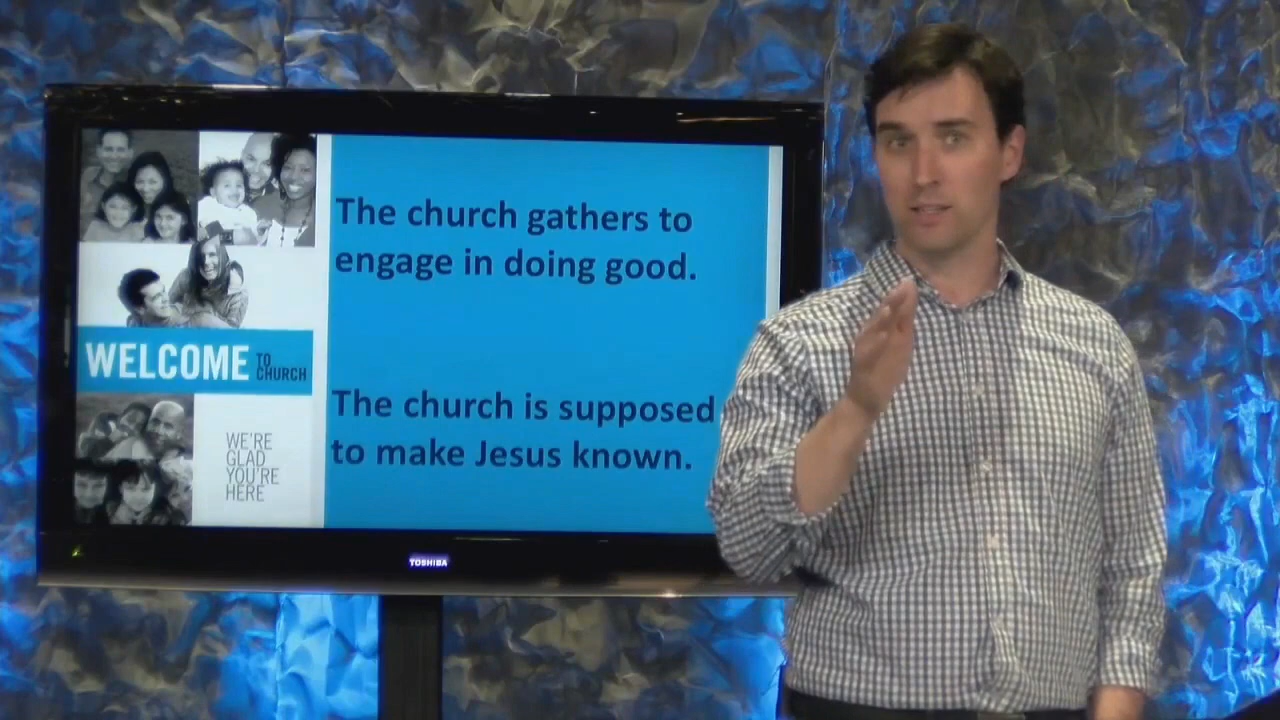 The church gathers to
engage in doing good.
The church is supposed
to make Jesus known.
WELCOME TO CHURCH
WE'RE
GLAD
YOU'RE
HERE
TOSHIBA